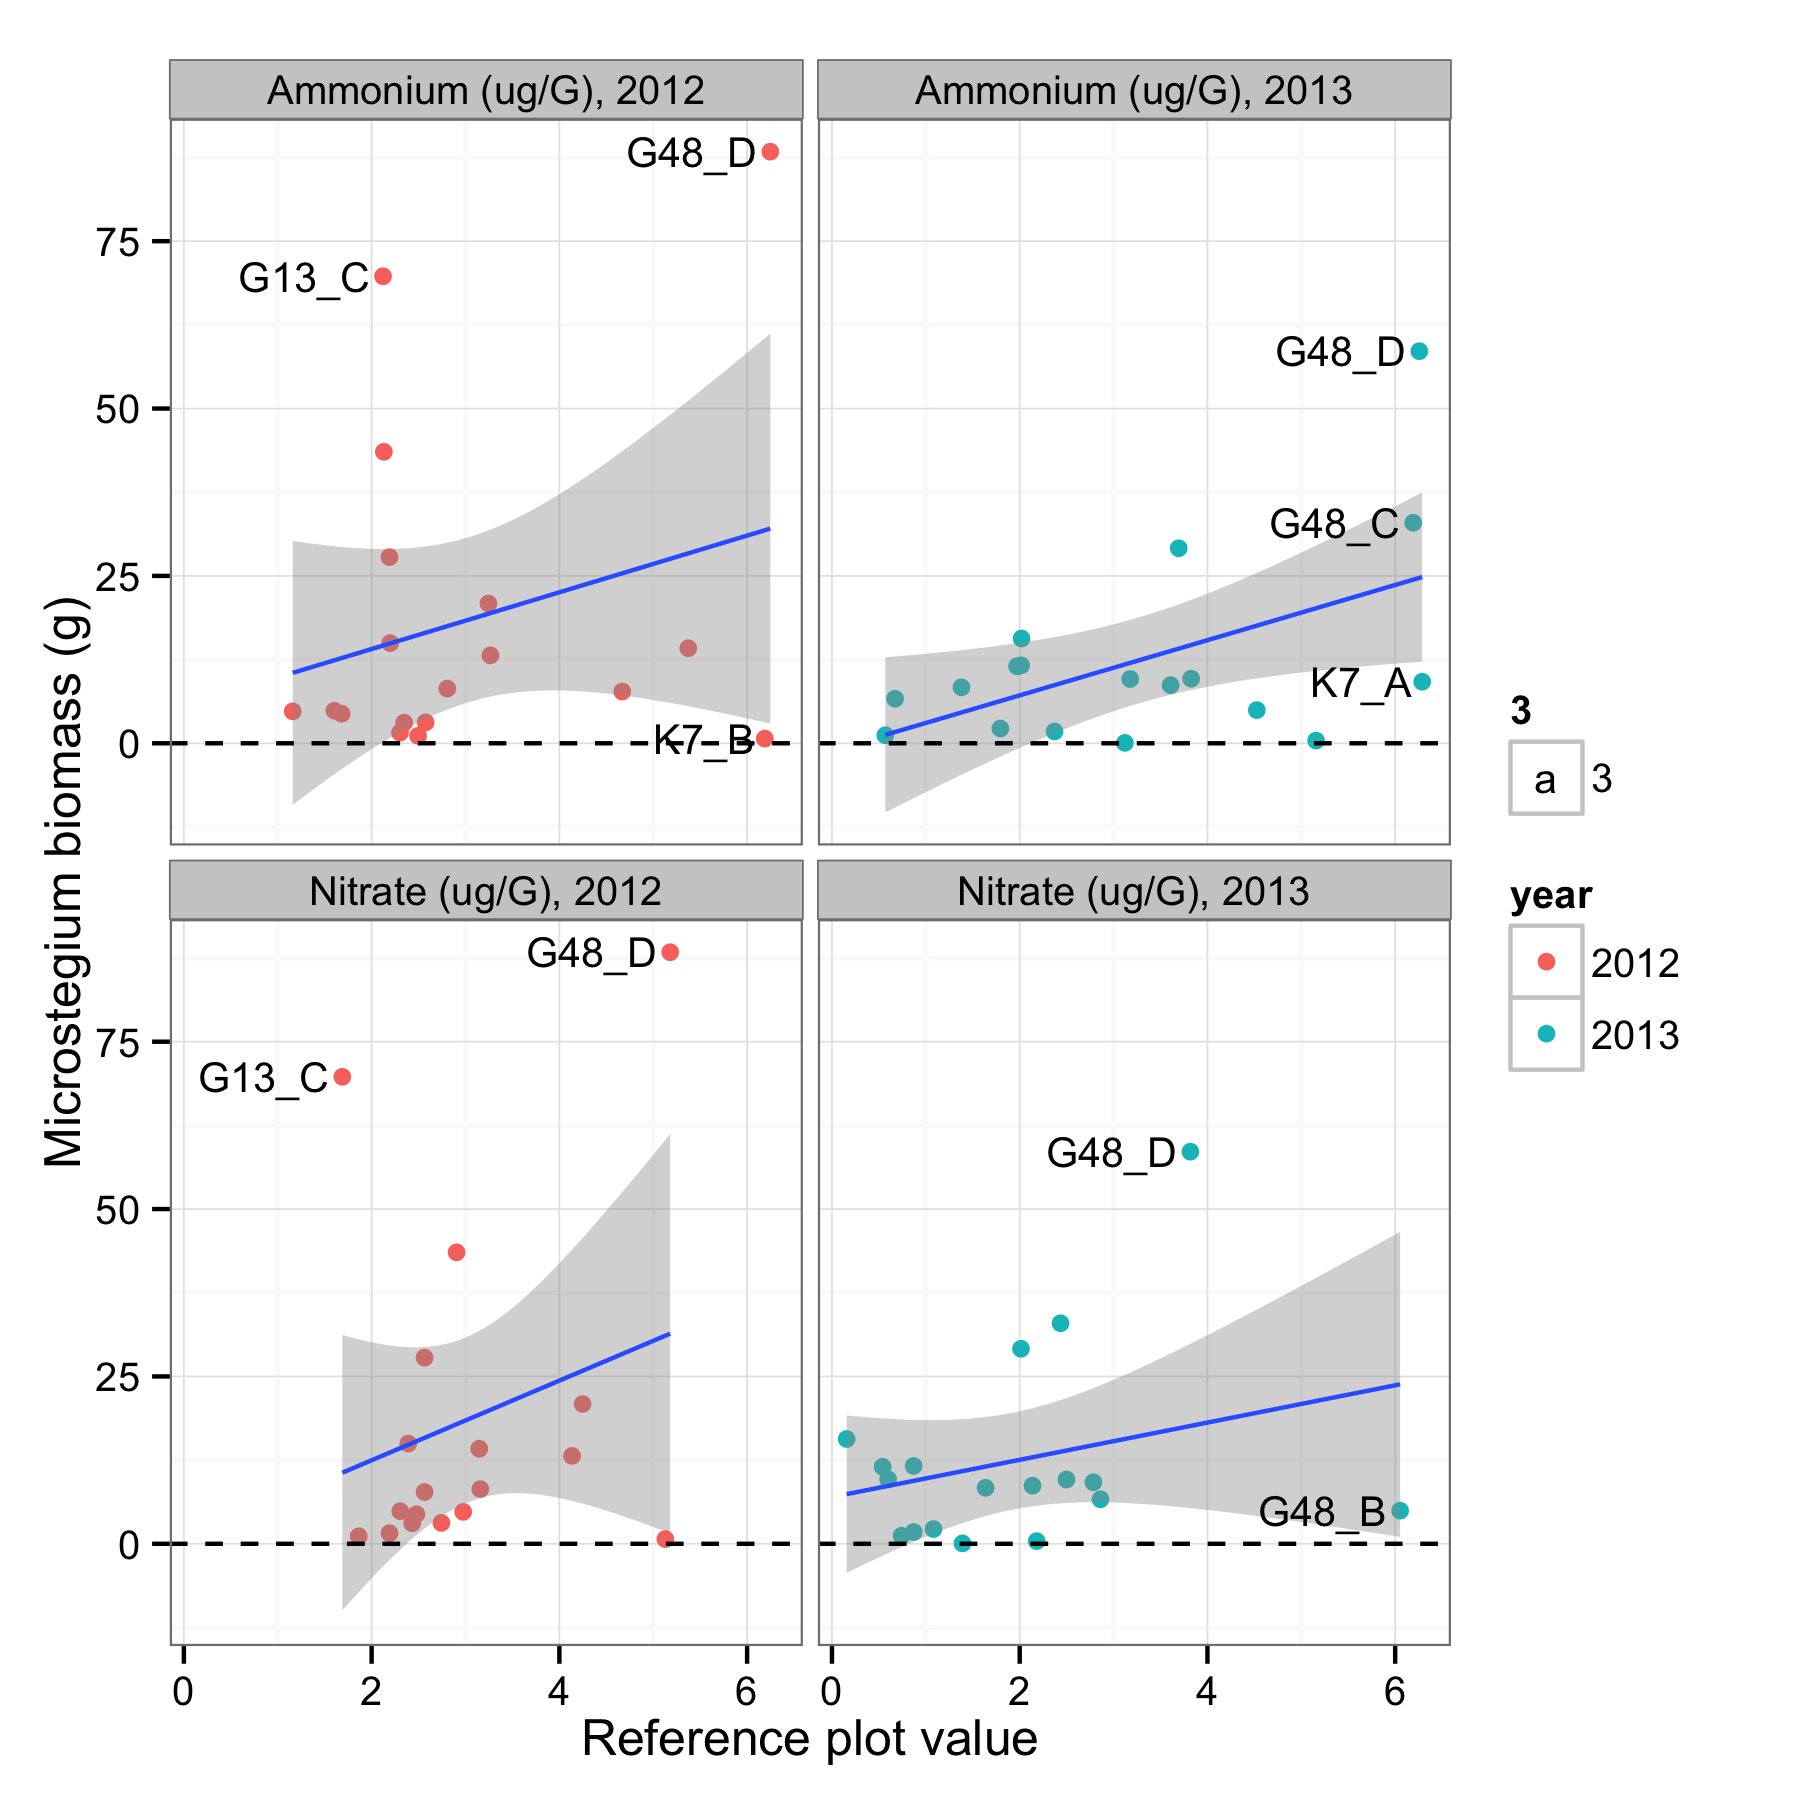 Ammonium (ug/G), 2012
Ammonium (ug/G), 2013
G48_D
G13_C
K7_B
G48_D
G48_C
K7_A
75
50
25
0
Nitrate (ug/G), 2012
Nitrate (ug/G), 2013
G48_D
G13_C
G48_D
G48_B
75
50
25
0
0 2 4 6
0 2 4 6
Reference plot value
Microstegium biomass (g)
3
a 3
year
2012
2013